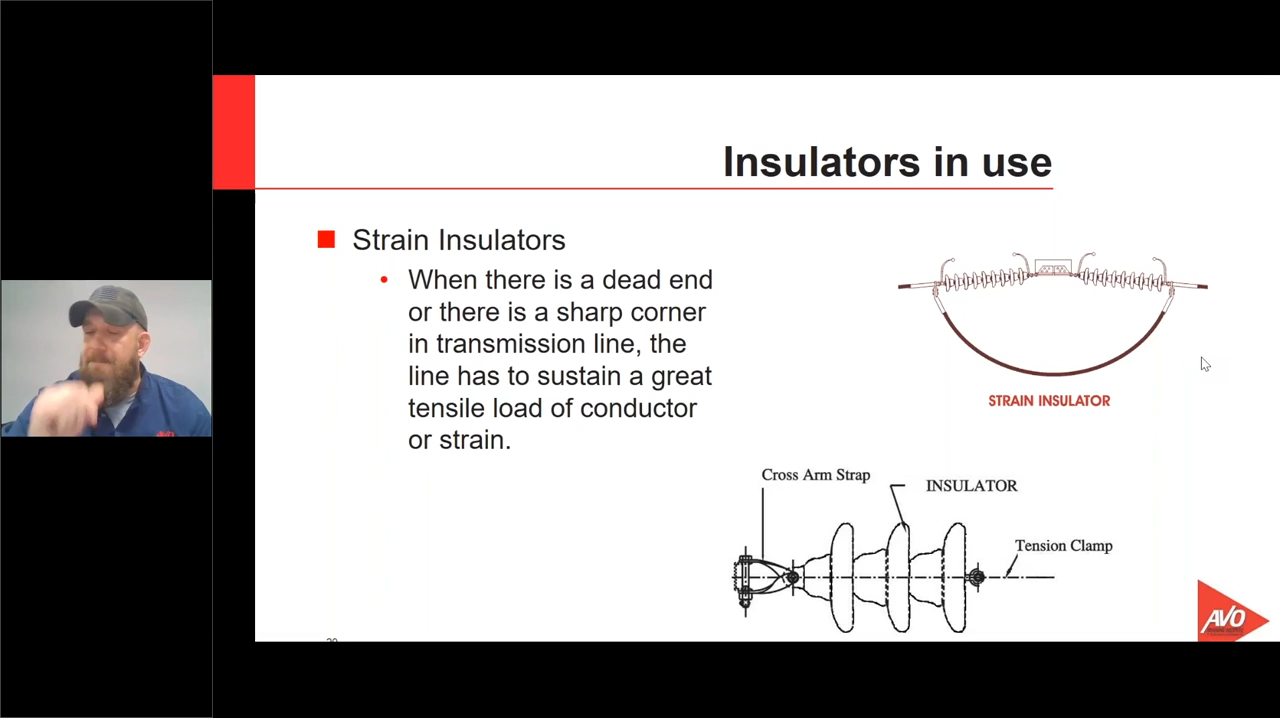 Insulators in use
Strain Insulators
When there is a dead end
or there is a sharp corner
in transmission line, the
line has to sustain a great
tensile load of conductor
or strain.
STRAIN INSULATOR
Cross Arm Strap
INSULATOR
Tension Clamp
AVO